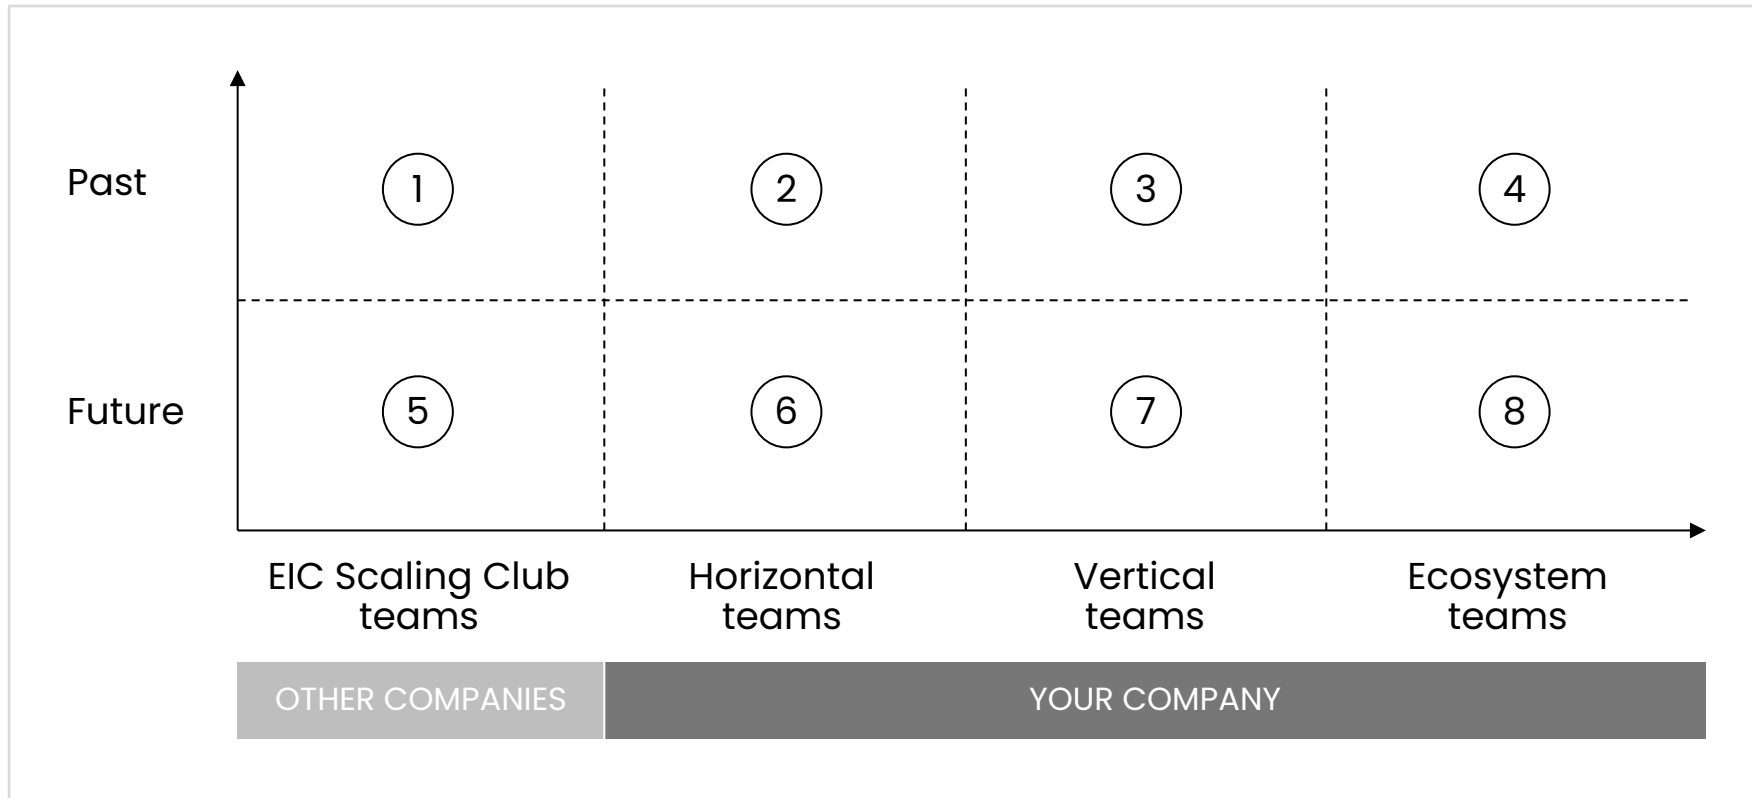 Past
1
2
3
4
Future
5
6
7
8
EIC Scaling Club
teams
Horizontal
teams
Vertical
teams
Ecosystem
teams
OTHER COMPANIES
YOUR COMPANY